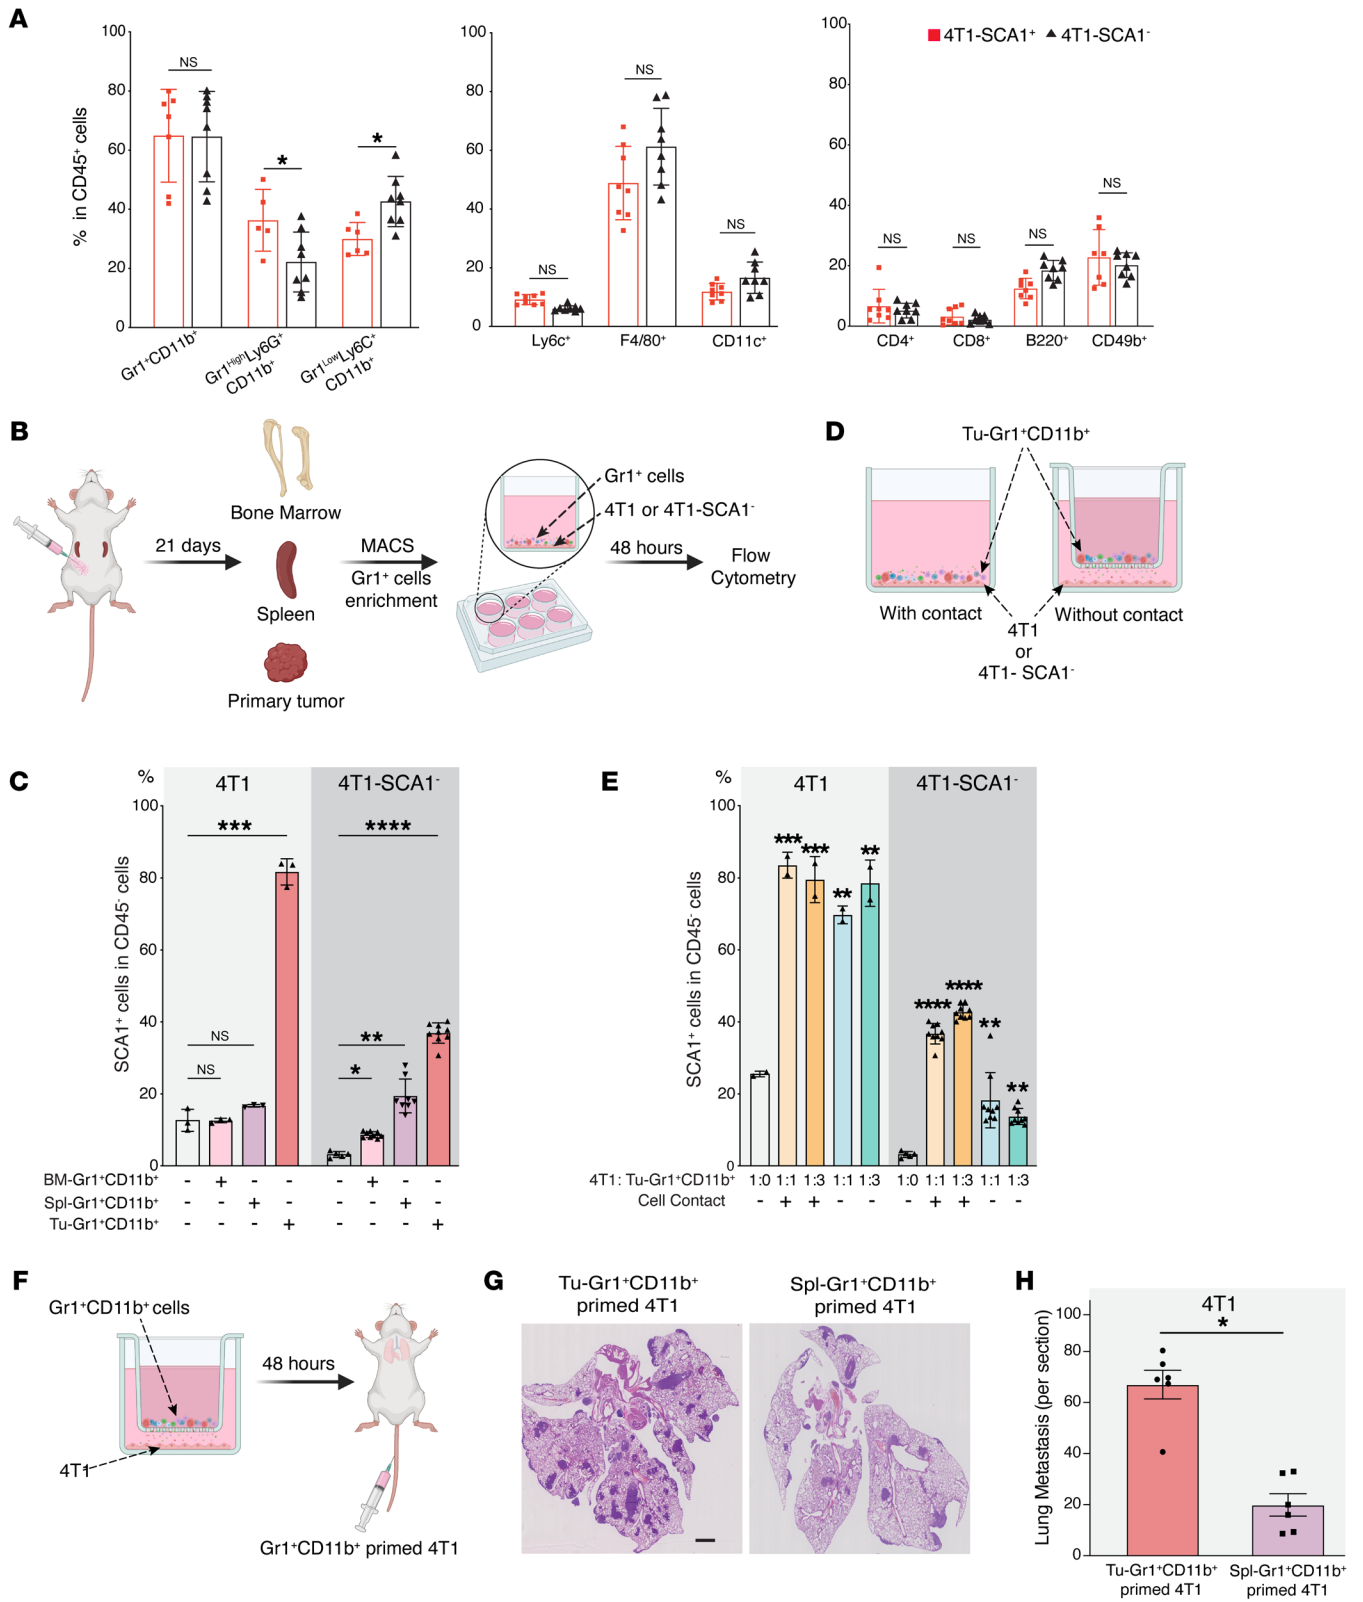 A
% in CD45⁺ cells
100
80
60
40
20
0
NS
*
*
Gr1⁺CD11b⁺
Gr1ᴴⁱᵍʰLy6G⁺
CD11b⁺
Gr1ᴸᵒʷLy6C⁺
CD11b⁺
100
80
60
40
20
0
NS
NS
NS
Ly6c⁺
F4/80⁺
CD11c⁺
100
80
60
40
20
0
4T1-SCA1⁺
4T1-SCA1⁻
NS
NS
NS
NS
CD4⁺
CD8⁺
B220⁺
CD49b⁺
B
21 days
Bone Marrow
Spleen
Primary tumor
MACS
Gr1⁺ cells
enrichment
Gr1⁺ cells
4T1 or 4T1-SCA1⁻
48 hours
Flow
Cytometry
D
Tu-Gr1⁺CD11b⁺
With contact
Without contact
4T1
or
4T1- SCA1⁻
C
%
4T1
4T1-SCA1⁻
SCA1⁺ cells in CD45⁻ cells
100
80
60
40
20
0
***
NS
NS
****
**
*
BM-Gr1⁺CD11b⁺ - + - - - + - -
Spl-Gr1⁺CD11b⁺ - - + - - - + -
Tu-Gr1⁺CD11b⁺ - - - + - - - +
E
%
4T1
4T1-SCA1⁻
SCA1⁺ cells in CD45⁻ cells
100
80
60
40
20
0
*** *** ** **
**** **** ** **
4T1: Tu-Gr1⁺CD11b⁺ 1:0 1:1 1:3 1:1 1:3 1:0 1:1 1:3 1:1 1:3
Cell Contact - + + - - - + + - -
F
Gr1⁺CD11b⁺ cells
4T1
48 hours
Gr1⁺CD11b⁺ primed 4T1
G
Tu-Gr1⁺CD11b⁺
primed 4T1
Spl-Gr1⁺CD11b⁺
primed 4T1
H
4T1
*
Lung Metastasis (per section)
100
80
60
40
20
0
Tu-Gr1⁺CD11b⁺
primed 4T1
Spl-Gr1⁺CD11b⁺
primed 4T1